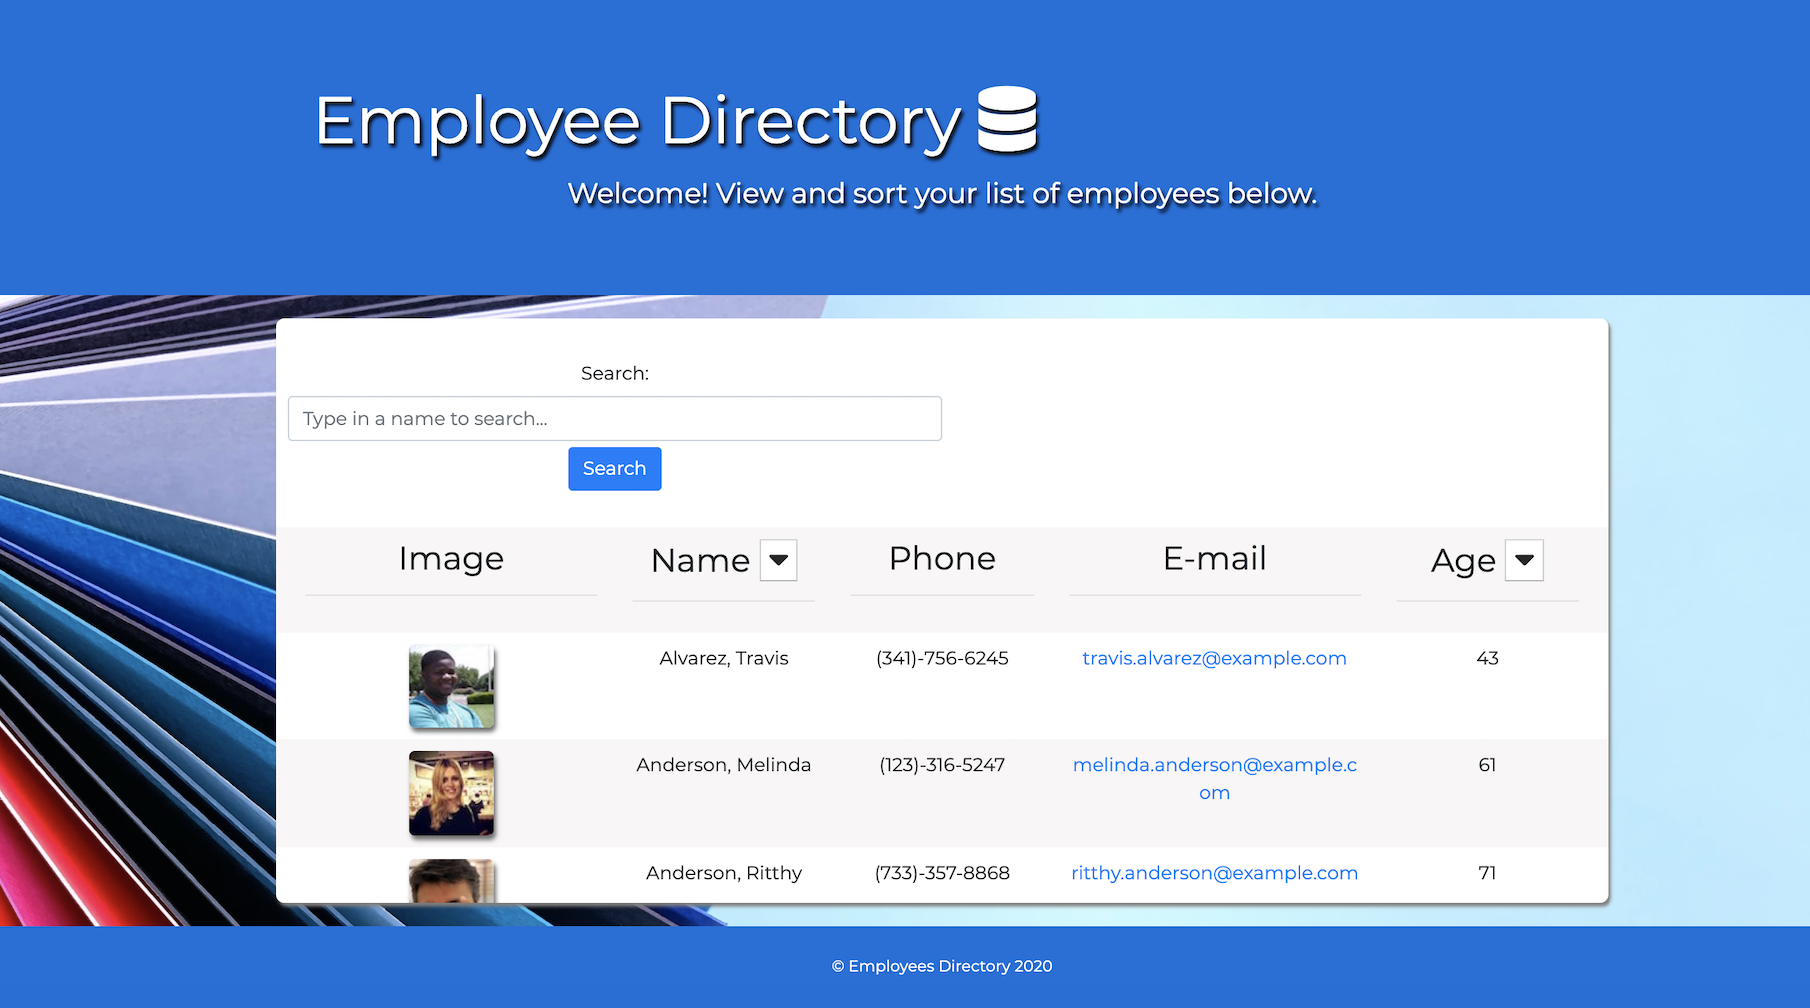 Employee Directory
Welcome! View and sort your list of employees below.
Search:
Type in a name to search...
Search
Image Name Phone E-mail Age
Alvarez, Travis (341)-756-6245 travis.alvarez@example.com 43
Anderson, Melinda (123)-316-5247 melinda.anderson@example.c 61
om
Anderson, Ritthy (733)-357-8868 ritthy.anderson@example.com 71
© Employees Directory 2020